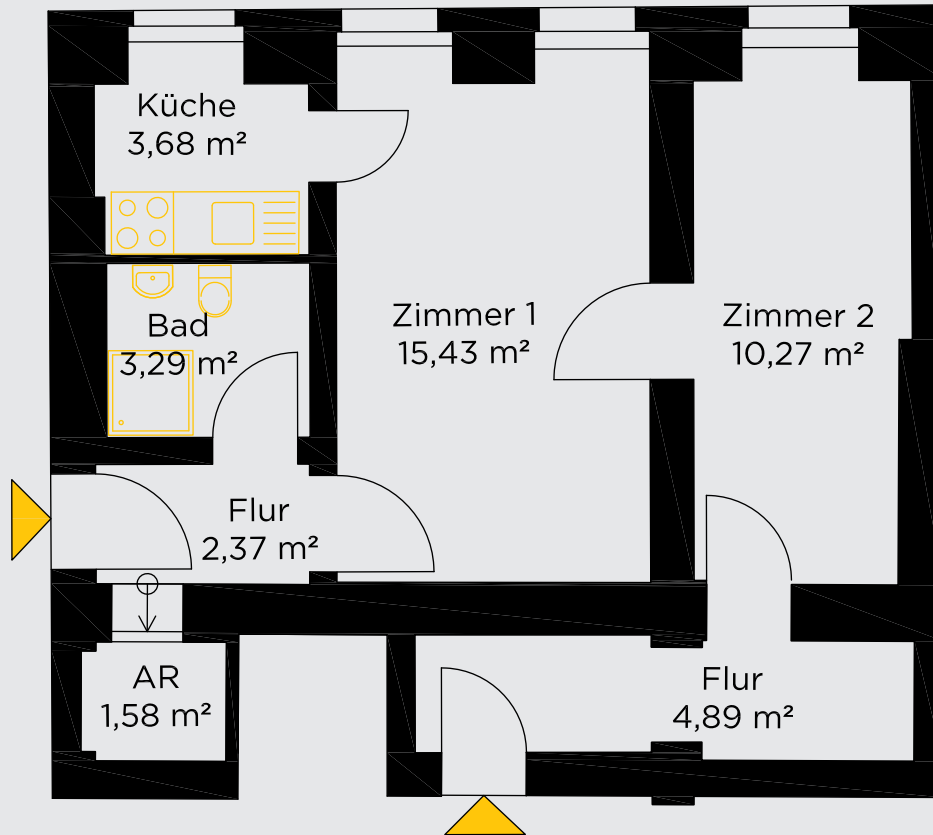 Küche
3,68 m²
Bad
3,29 m²
Zimmer 1
15,43 m²
Zimmer 2
10,27 m²
Flur
2,37 m²
AR
1,58 m²
Flur
4,89 m²